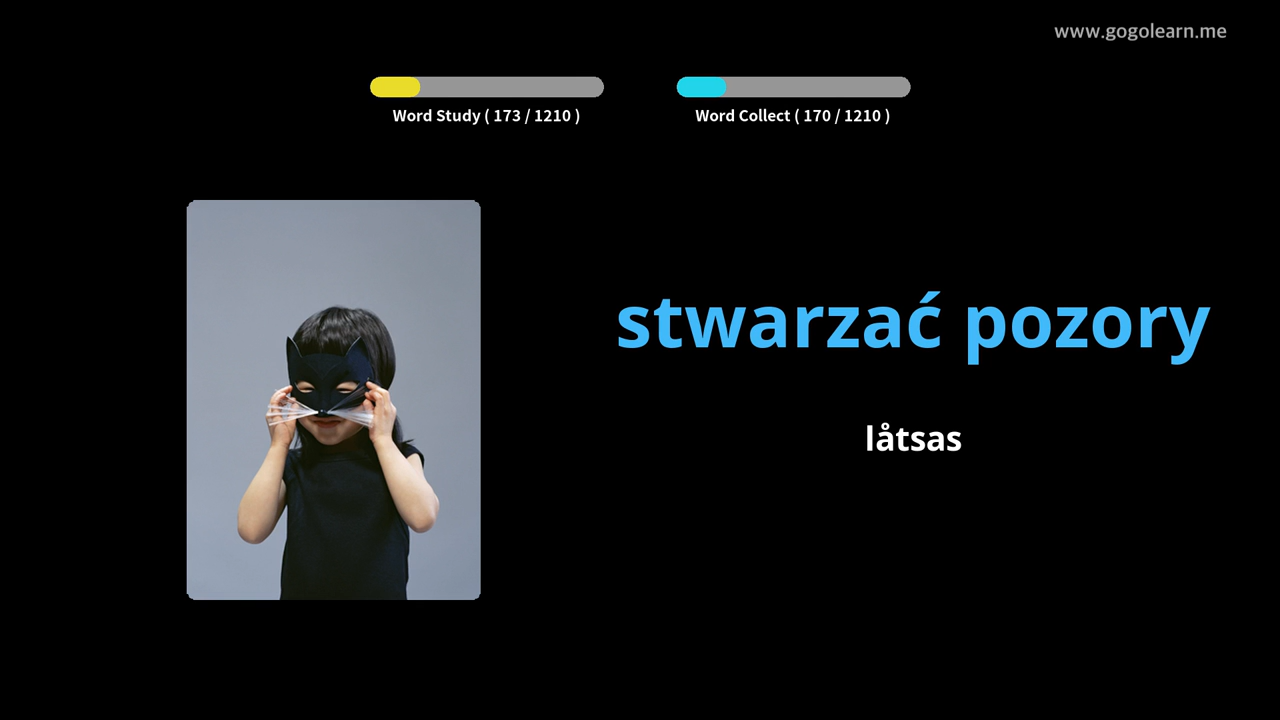 www.gogolearn.me
Word Study ( 173 / 1210 )
Word Collect ( 170 / 1210 )
stwarzać pozory
låtsas